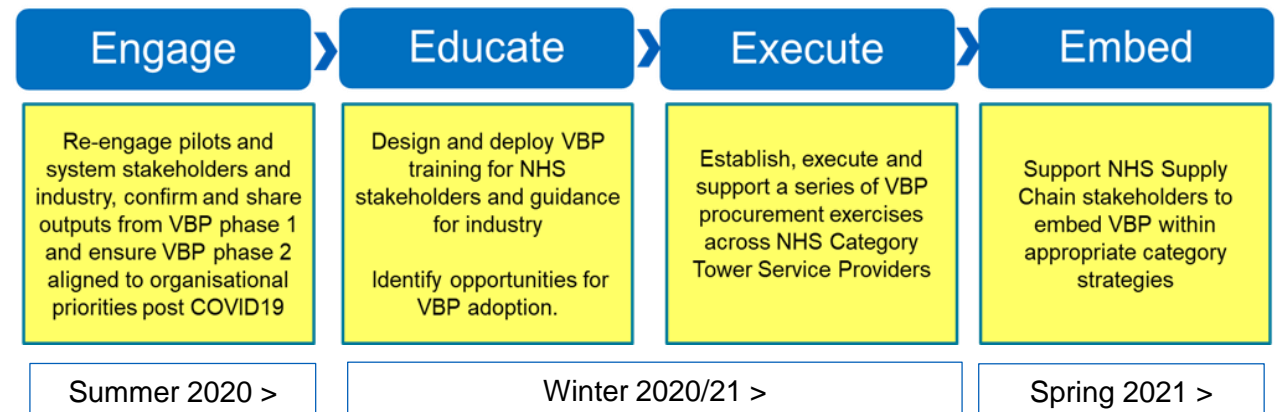 Engage
Educate
Execute
Embed
Re-engage pilots and
system stakeholders and
industry, confirm and share
outputs from VBP phase 1
and ensure VBP phase 2
aligned to organisational
priorities post COVID19
Design and deploy VBP
training for NHS
stakeholders and guidance
for industry
Identify opportunities for
VBP adoption.
Establish, execute and
support a series of VBP
procurement exercises
across NHS Category
Tower Service Providers
Support NHS Supply
Chain stakeholders to
embed VBP within
appropriate category
strategies
Summer 2020 >
Winter 2020/21 >
Spring 2021 >